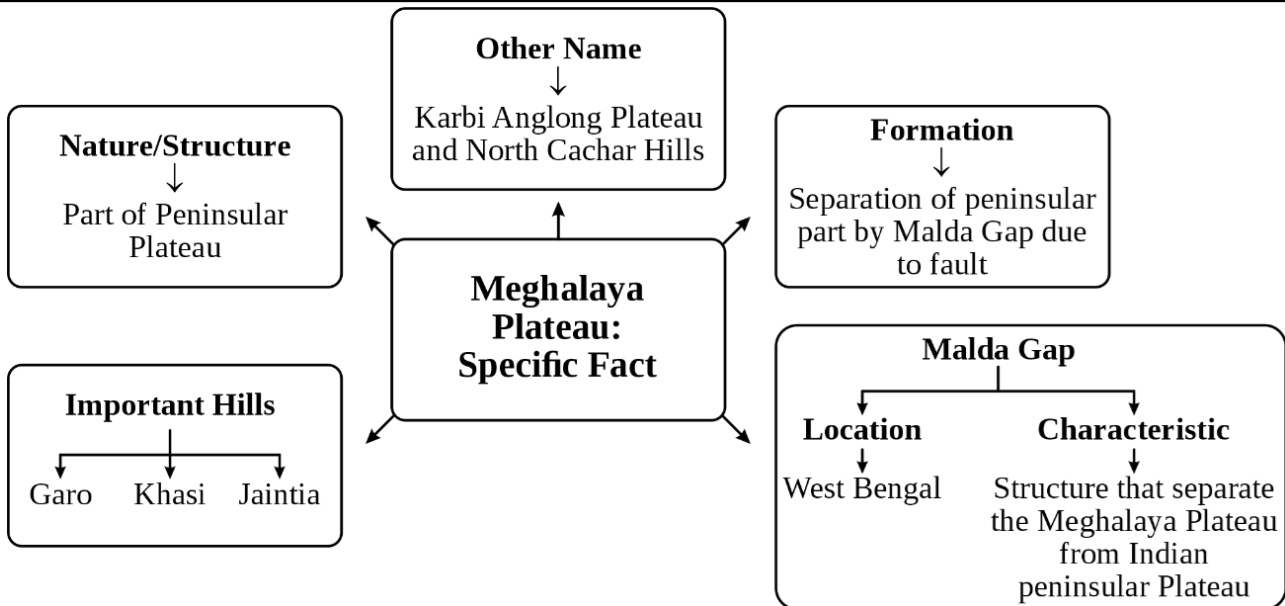 Other Name
Karbi Anglong Plateau
and North Cachar Hills
Nature/Structure
Part of Peninsular
Plateau
Formation
Separation of peninsular
part by Malda Gap due
to fault
Meghalaya
Plateau:
Specific Fact
Important Hills
Garo Khasi Jaintia
Malda Gap
Location
West Bengal
Characteristic
Structure that separate
the Meghalaya Plateau
from Indian
peninsular Plateau